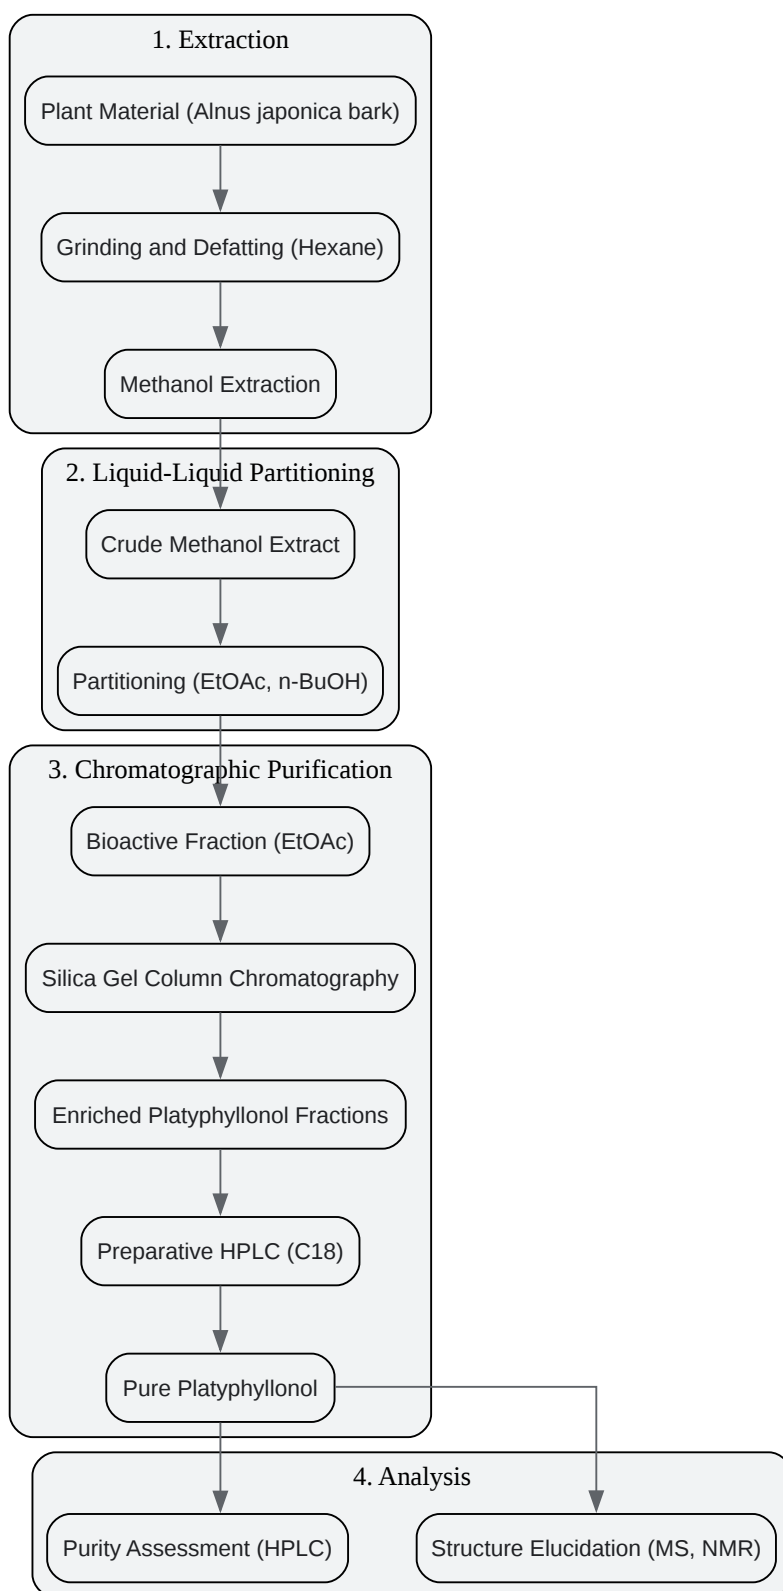 1. Extraction
Plant Material (Alnus japonica bark)
Grinding and Defatting (Hexane)
Methanol Extraction
2. Liquid-Liquid Partitioning
Crude Methanol Extract
Partitioning (EtOAc, n-BuOH)
3. Chromatographic Purification
Bioactive Fraction (EtOAc)
Silica Gel Column Chromatography
Enriched Platyphyllonol Fractions
Preparative HPLC (C18)
Pure Platyphyllonol
4. Analysis
Purity Assessment (HPLC)
Structure Elucidation (MS, NMR)